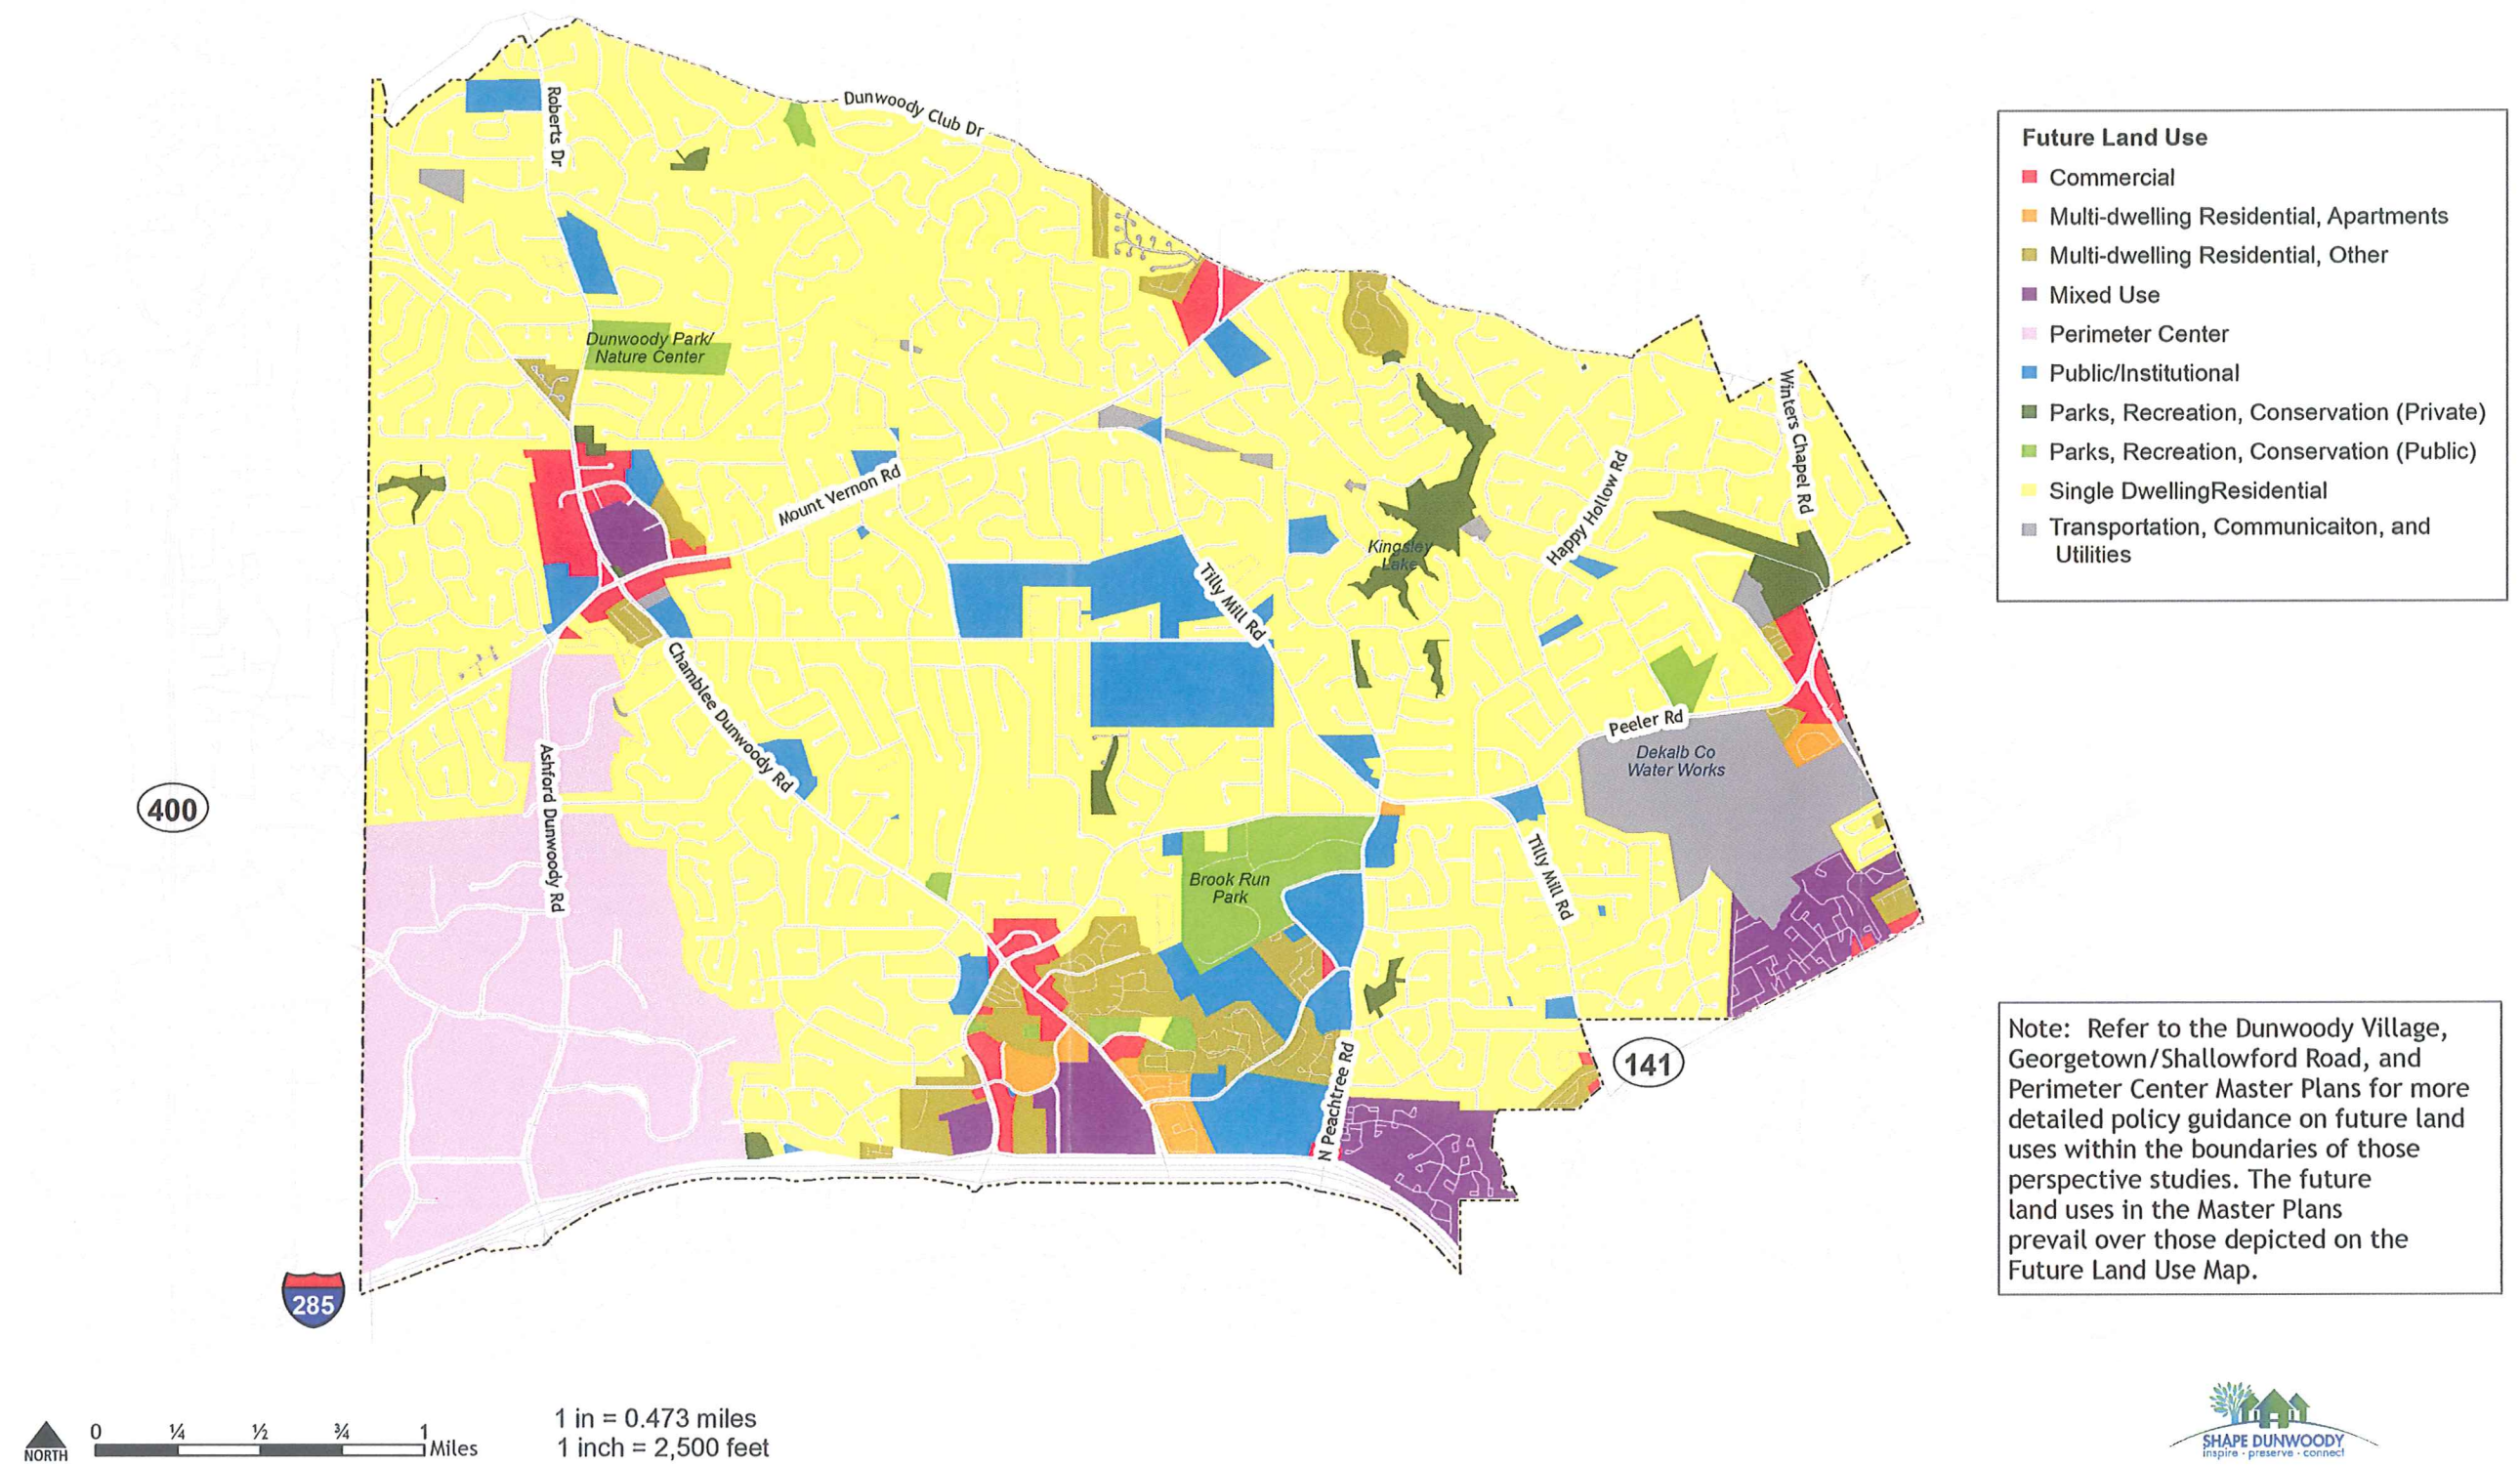 Roberts Dr
Dunwoody Club Dr
Dunwoody Park/
Nature Center
Mount Vernon Rd
Winters Chapel Rd
Happy Hollow Rd
Kingsley
Lake
Tilly Mill Rd
Chamblee Dunwoody Rd
Ashford Dunwoody Rd
Peeler Rd
Dekalb Co
Water Works
Brook Run
Park
Tilly Mill Rd
N Peachtree Rd
400
141
285
Future Land Use
Commercial
Multi-dwelling Residential, Apartments
Multi-dwelling Residential, Other
Mixed Use
Perimeter Center
Public/Institutional
Parks, Recreation, Conservation (Private)
Parks, Recreation, Conservation (Public)
Single DwellingResidential
Transportation, Communicaiton, and
Utilities
Note: Refer to the Dunwoody Village,
Georgetown/Shallowford Road, and
Perimeter Center Master Plans for more
detailed policy guidance on future land
uses within the boundaries of those
perspective studies. The future
land uses in the Master Plans
prevail over those depicted on the
Future Land Use Map.
NORTH
0 ¼ ½ ¾ 1
Miles
1 in = 0.473 miles
1 inch = 2,500 feet
SHAPE DUNWOODY
inspire - preserve - connect